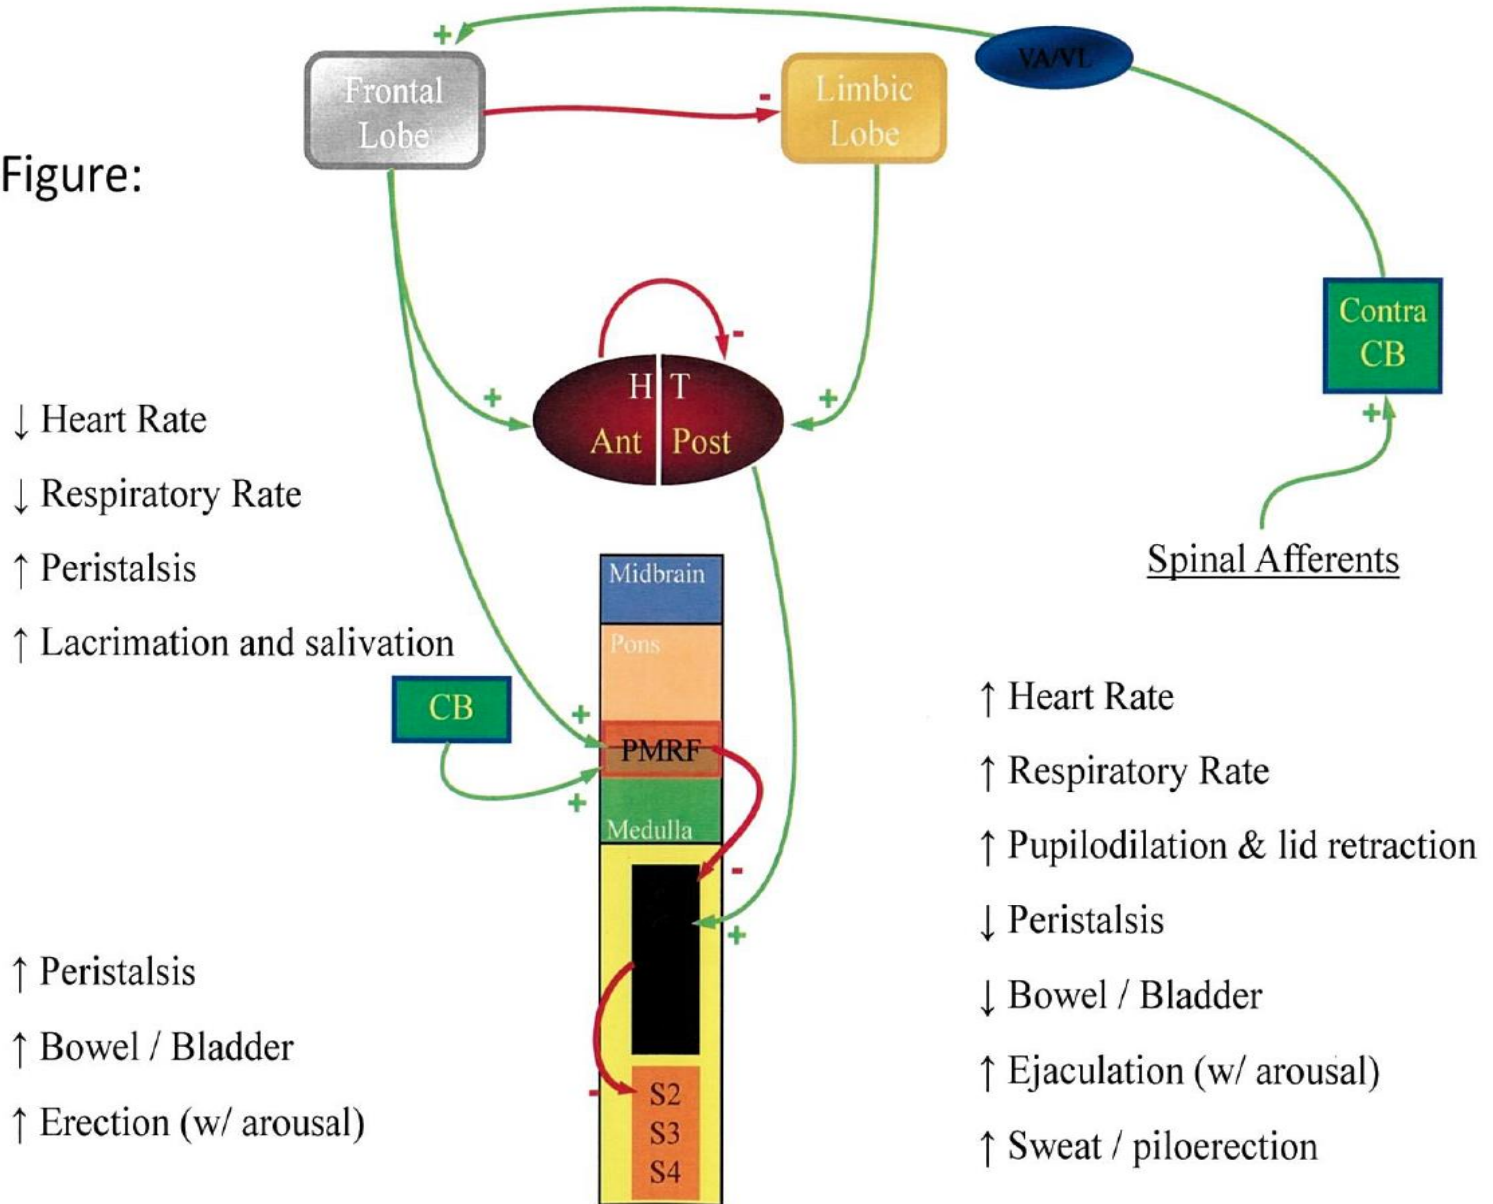 VA/VL
Frontal
Lobe
Limbic
Lobe
Figure:
+
-
Contra
CB
-
H T
Ant Post
+
+
+
↓ Heart Rate
↓ Respiratory Rate
↑ Peristalsis
↑ Lacrimation and salivation
Spinal Afferents
Midbrain
Pons
CB
+
PMRF
+
Medulla
-
+
↑ Heart Rate
↑ Respiratory Rate
↑ Pupilodilation & lid retraction
↓ Peristalsis
↓ Bowel / Bladder
↑ Ejaculation (w/ arousal)
↑ Sweat / piloerection
↑ Peristalsis
↑ Bowel / Bladder
↑ Erection (w/ arousal)
-
S2
S3
S4